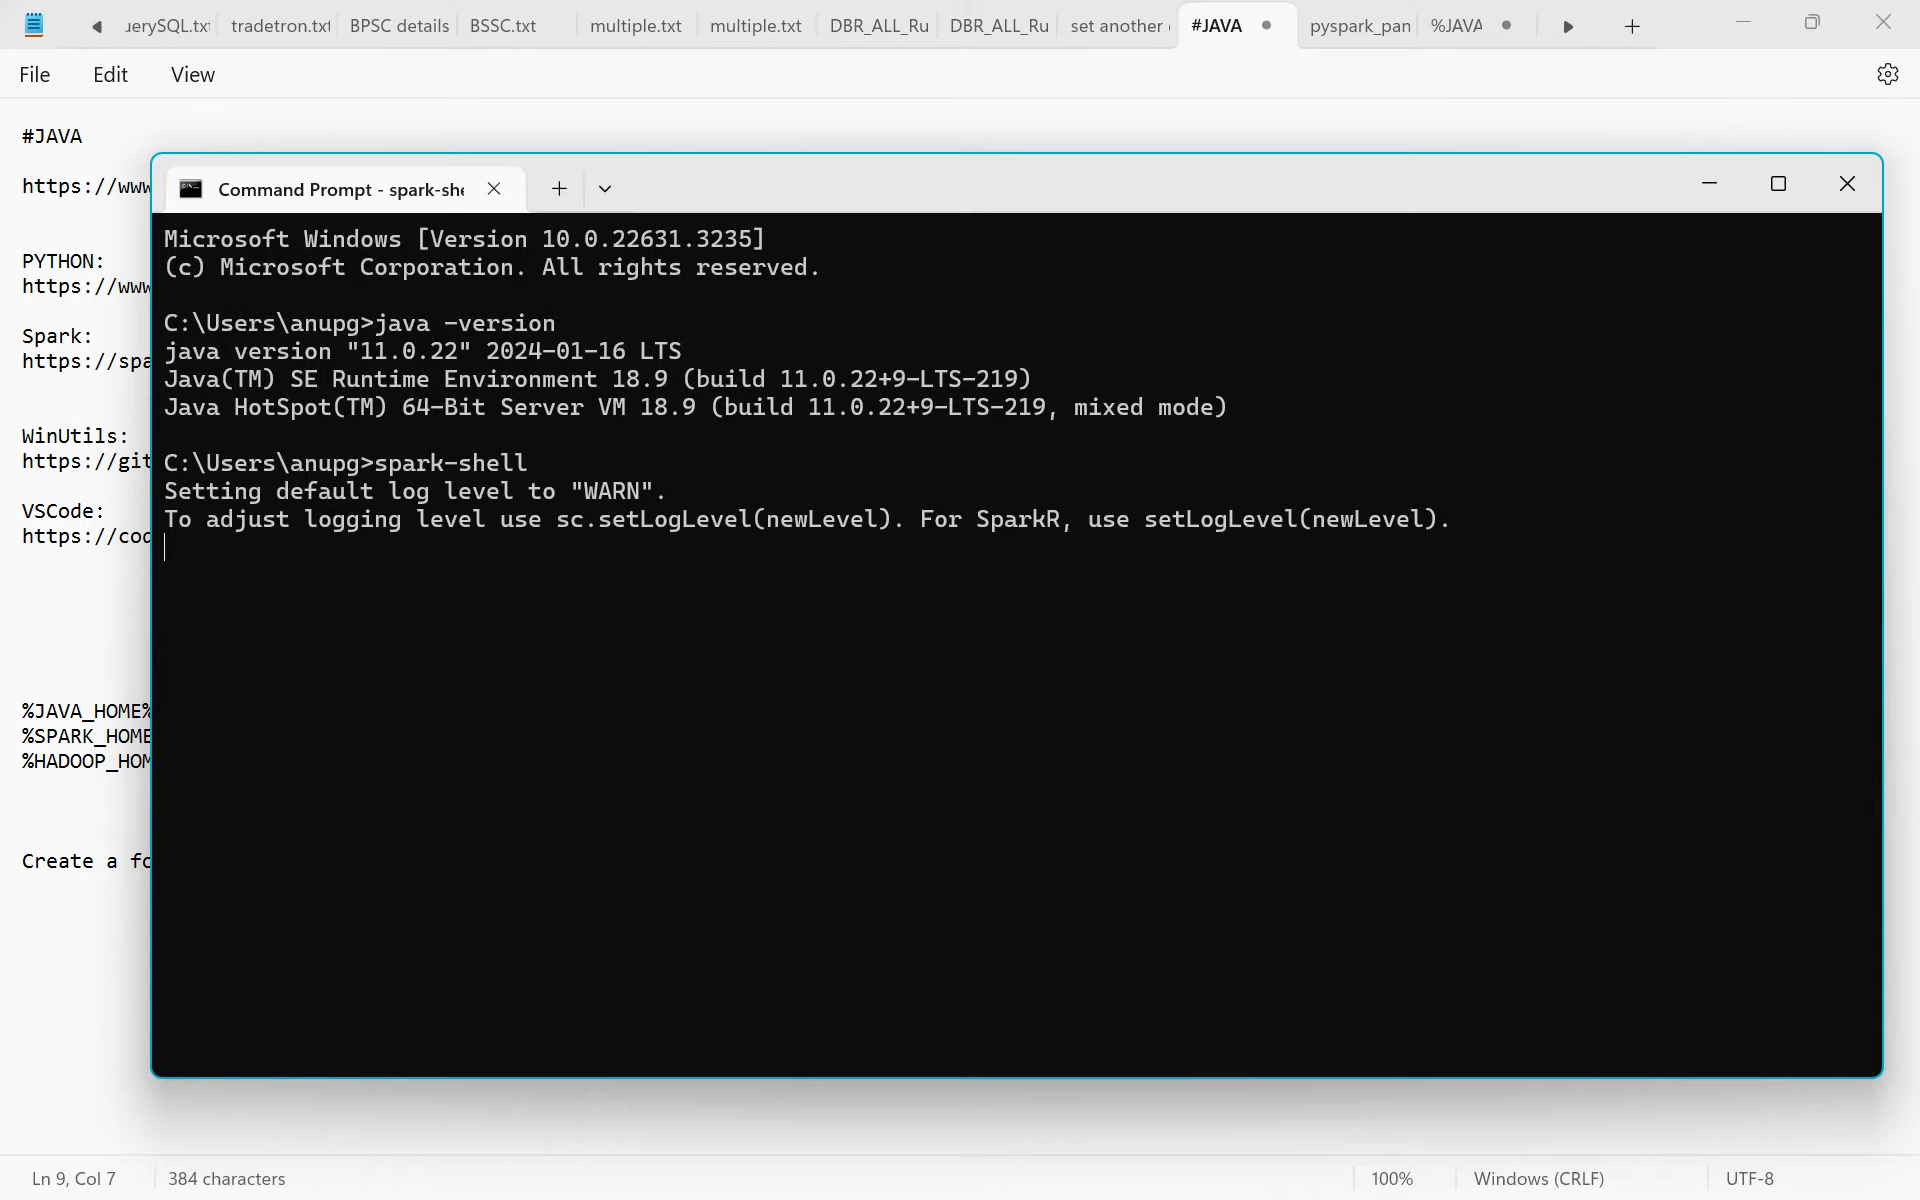 uerySQL.txt tradetron.txt BPSC details BSSC.txt multiple.txt multiple.txt DBR_ALL_Ru DBR_ALL_Ru set another #JAVA pyspark_pan %JAVA
File Edit View
#JAVA
https://www
PYTHON:
https://www
Spark:
https://spa
WinUtils:
https://git
VSCode:
https://cod
%JAVA_HOME%
%SPARK_HOME
%HADOOP_HOM
Create a fo
Command Prompt - spark-she
Microsoft Windows [Version 10.0.22631.3235]
(c) Microsoft Corporation. All rights reserved.
C:\Users\anupg>java -version
java version "11.0.22" 2024-01-16 LTS
Java(TM) SE Runtime Environment 18.9 (build 11.0.22+9-LTS-219)
Java HotSpot(TM) 64-Bit Server VM 18.9 (build 11.0.22+9-LTS-219, mixed mode)
C:\Users\anupg>spark-shell
Setting default log level to "WARN".
To adjust logging level use sc.setLogLevel(newLevel). For SparkR, use setLogLevel(newLevel).
Ln 9, Col 7 384 characters 100% Windows (CRLF) UTF-8